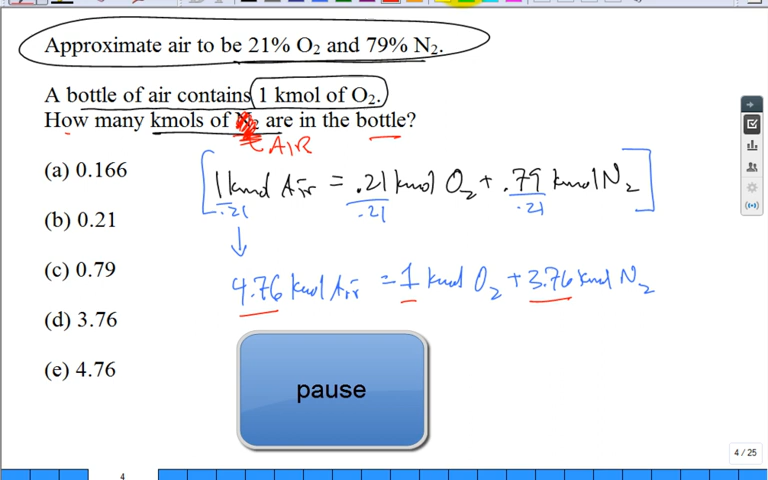 Approximate air to be 21% O₂ and 79% N₂.
A bottle of air contains 1 kmol of O₂.
How many kmols of N₂ are in the bottle?
AIR
(a) 0.166
1 kmol Air = .21 kmol O₂ + .79 kmol N₂
.21 .21 .21
(b) 0.21
(c) 0.79
4.76 kmol Air = 1 kmol O₂ + 3.76 kmol N₂
(d) 3.76
(e) 4.76
pause
4 / 25
4